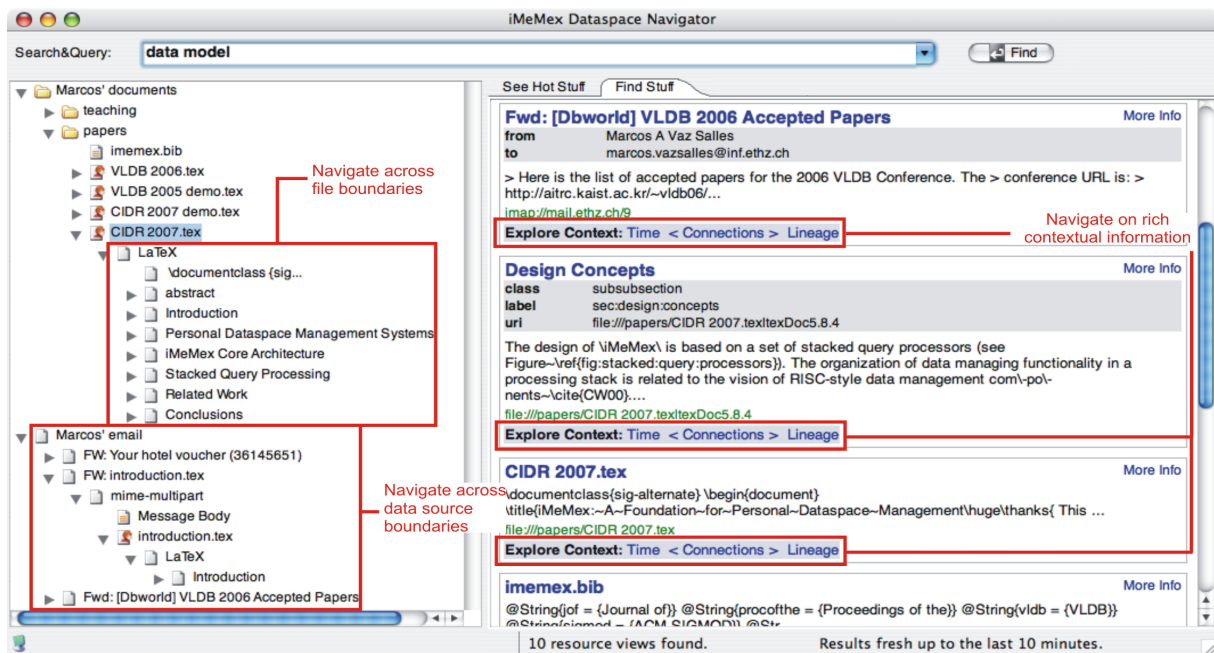 iMeMex Dataspace Navigator
Search&Query:
data model
Find
Marcos' documents
teaching
papers
imemex.bib
VLDB 2006.tex
VLDB 2005 demo.tex
CIDR 2007 demo.tex
CIDR 2007.tex
LaTeX
\documentclass {sig...
abstract
Introduction
Personal Dataspace Management Systems
iMeMex Core Architecture
Stacked Query Processing
Related Work
Conclusions
Marcos' email
FW: Your hotel voucher (36145651)
FW: introduction.tex
mime-multipart
Message Body
introduction.tex
LaTeX
Introduction
Fwd: [Dbworld] VLDB 2006 Accepted Papers
Navigate across
file boundaries
Navigate across
data source
boundaries
See Hot Stuff
Find Stuff
Fwd: [Dbworld] VLDB 2006 Accepted Papers
More Info
from Marcos A Vaz Salles
to marcos.vazsalles@inf.ethz.ch
> Here is the list of accepted papers for the 2006 VLDB Conference. The > conference URL is: >
http://aitrc.kaist.ac.kr/~vldb06/...
imap://mail.ethz.ch/9
Explore Context: Time < Connections > Lineage
Navigate on rich
contextual information
Design Concepts
More Info
class subsubsection
label sec:design:concepts
uri file:///papers/CIDR 2007.texltexDoc5.8.4
The design of \iMeMex\ is based on a set of stacked query processors (see
Figure~\ref{fig:stacked:query:processors}). The organization of data managing functionality in a
processing stack is related to the vision of RISC-style data management com\-po\-
nents~\cite{CW00}....
file:///papers/CIDR 2007.texltexDoc5.8.4
Explore Context: Time < Connections > Lineage
CIDR 2007.tex
More Info
\documentclass{sig-alternate} \begin{document}
\title{iMeMex:~A~Foundation~for~Personal~Dataspace~Management\huge\thanks{ This ...
file:///papers/CIDR 2007.tex
Explore Context: Time < Connections > Lineage
imemex.bib
More Info
@String{jof = {Journal of}} @String{procofthe = {Proceedings of the}} @String{vldb = {VLDB}}
@String{sigmod = {ACM SIGMOD}} @Str
10 resource views found.
Results fresh up to the last 10 minutes.